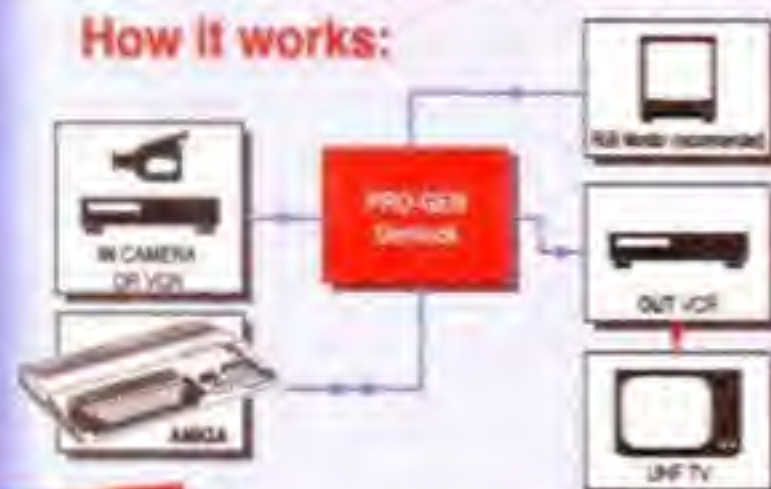 How it works:
RGB Monitor recommended
IN CAMERA
OR VCR
PRO-GEN
Genlock
OUT VCR
AMIGA
UHF TV